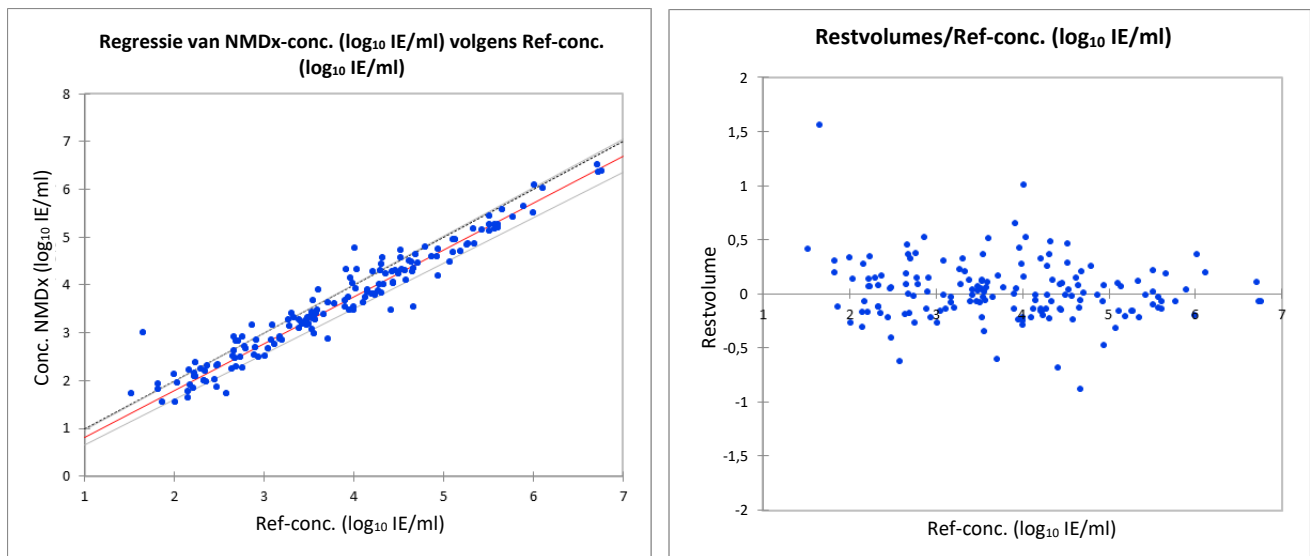 Regressie van NMDx-conc. (log₁₀ IE/ml) volgens Ref-conc.
(log₁₀ IE/ml)
Conc. NMDx (log₁₀ IE/ml)
8
7
6
5
4
3
2
1
0
1 2 3 4 5 6 7
Ref-conc. (log₁₀ IE/ml)
Restvolumes/Ref-conc. (log₁₀ IE/ml)
Restvolume
2
1,5
1
0,5
0
-0,5
-1
-1,5
-2
1 2 3 4 5 6 7
Ref-conc. (log₁₀ IE/ml)